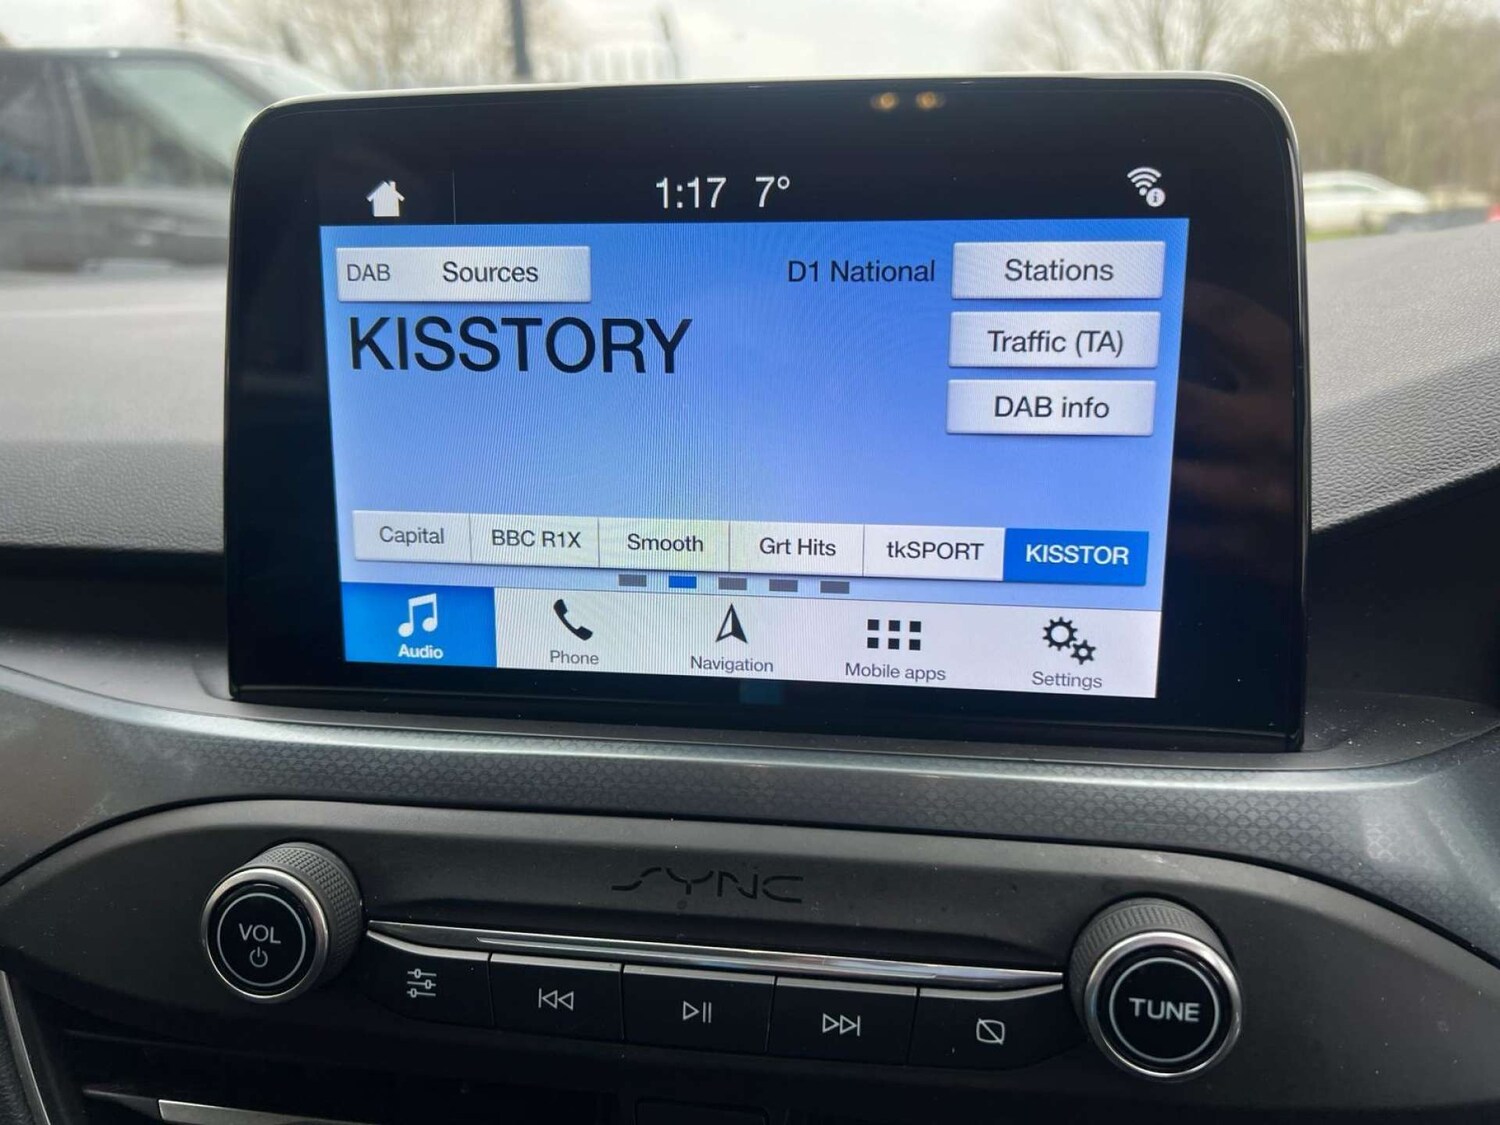 1:17 7°
DAB Sources
D1 National
Stations
KISSTORY
Traffic (TA)
DAB info
Capital
BBC R1X
Smooth
Grt Hits
tkSPORT
KISSTOR
Audio
Phone
Navigation
Mobile apps
Settings
SYNC
VOL
TUNE